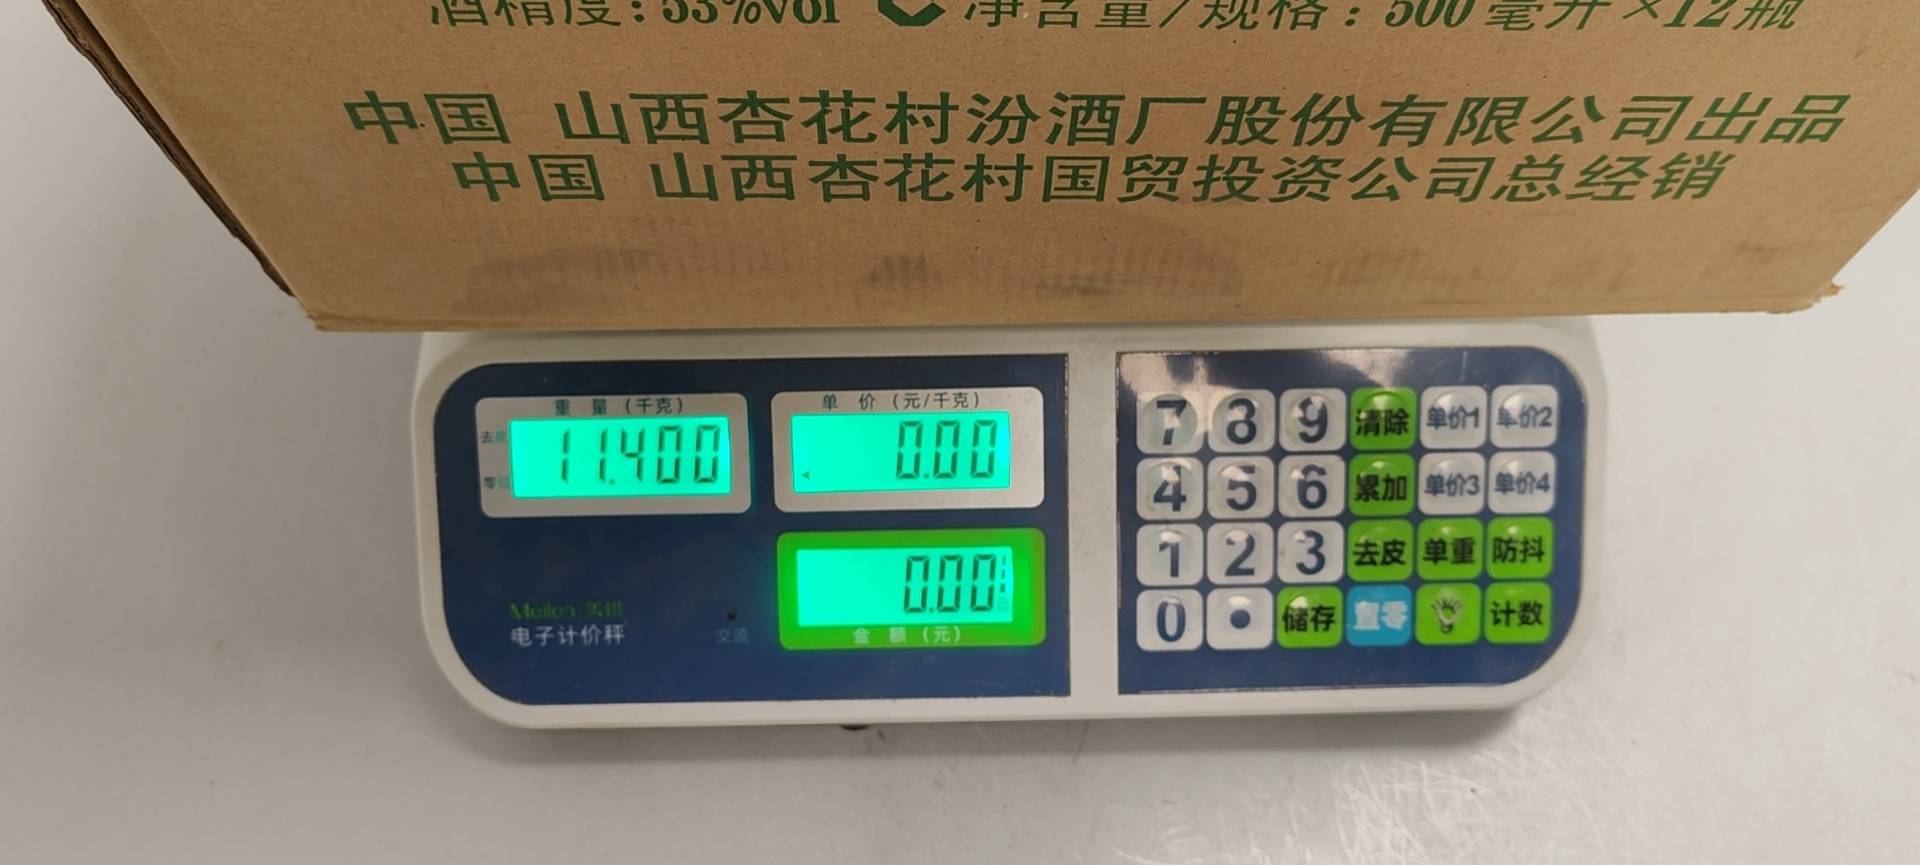 酒精度：53%vol 净含量/规格：500毫升×12瓶
中国 山西杏花村汾酒厂股份有限公司出品
中国 山西杏花村国贸投资公司总经销
重 量（千克）
单 价（元/千克）
去皮
零位
11.400
0.00
0.00
金 额（元）
Meilen
电子计价秤
交流
7 8 9 清除 单价1 单价2
4 5 6 累加 单价3 单价4
1 2 3 去皮 单重 防抖
0 • 储存 置零 计数